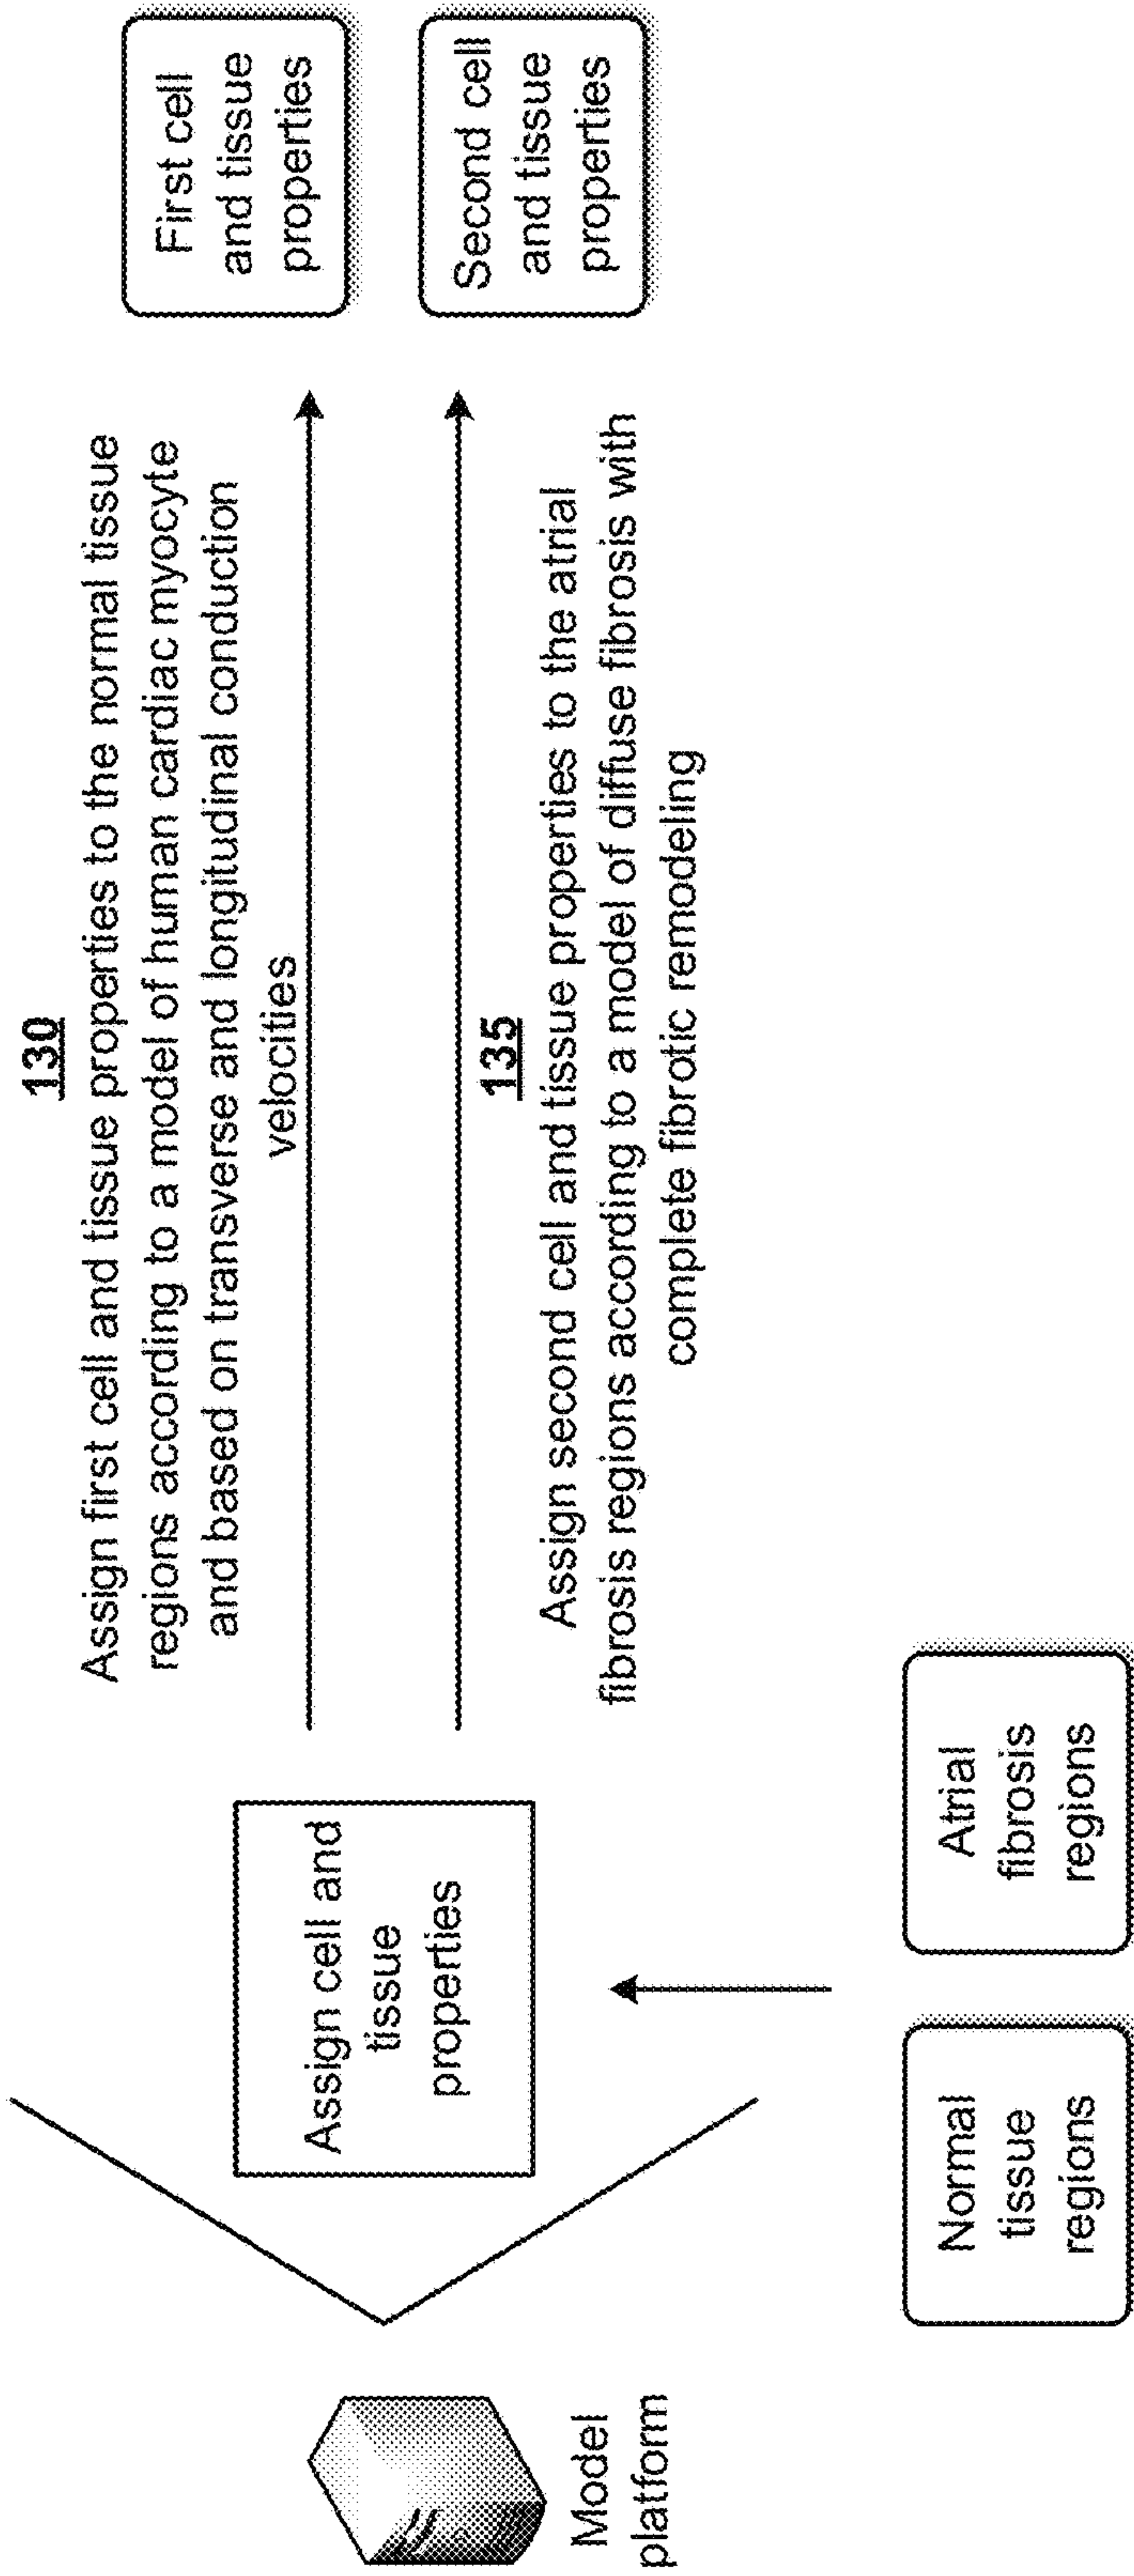 130
Assign first cell and tissue properties to the normal tissue
regions according to a model of human cardiac myocyte
and based on transverse and longitudinal conduction
velocities
First cell
and tissue
properties
Model
platform
Assign cell and
tissue
properties
135
Assign second cell and tissue properties to the atrial
fibrosis regions according to a model of diffuse fibrosis with
complete fibrotic remodeling
Second cell
and tissue
properties
Normal
tissue
regions
Atrial
fibrosis
regions